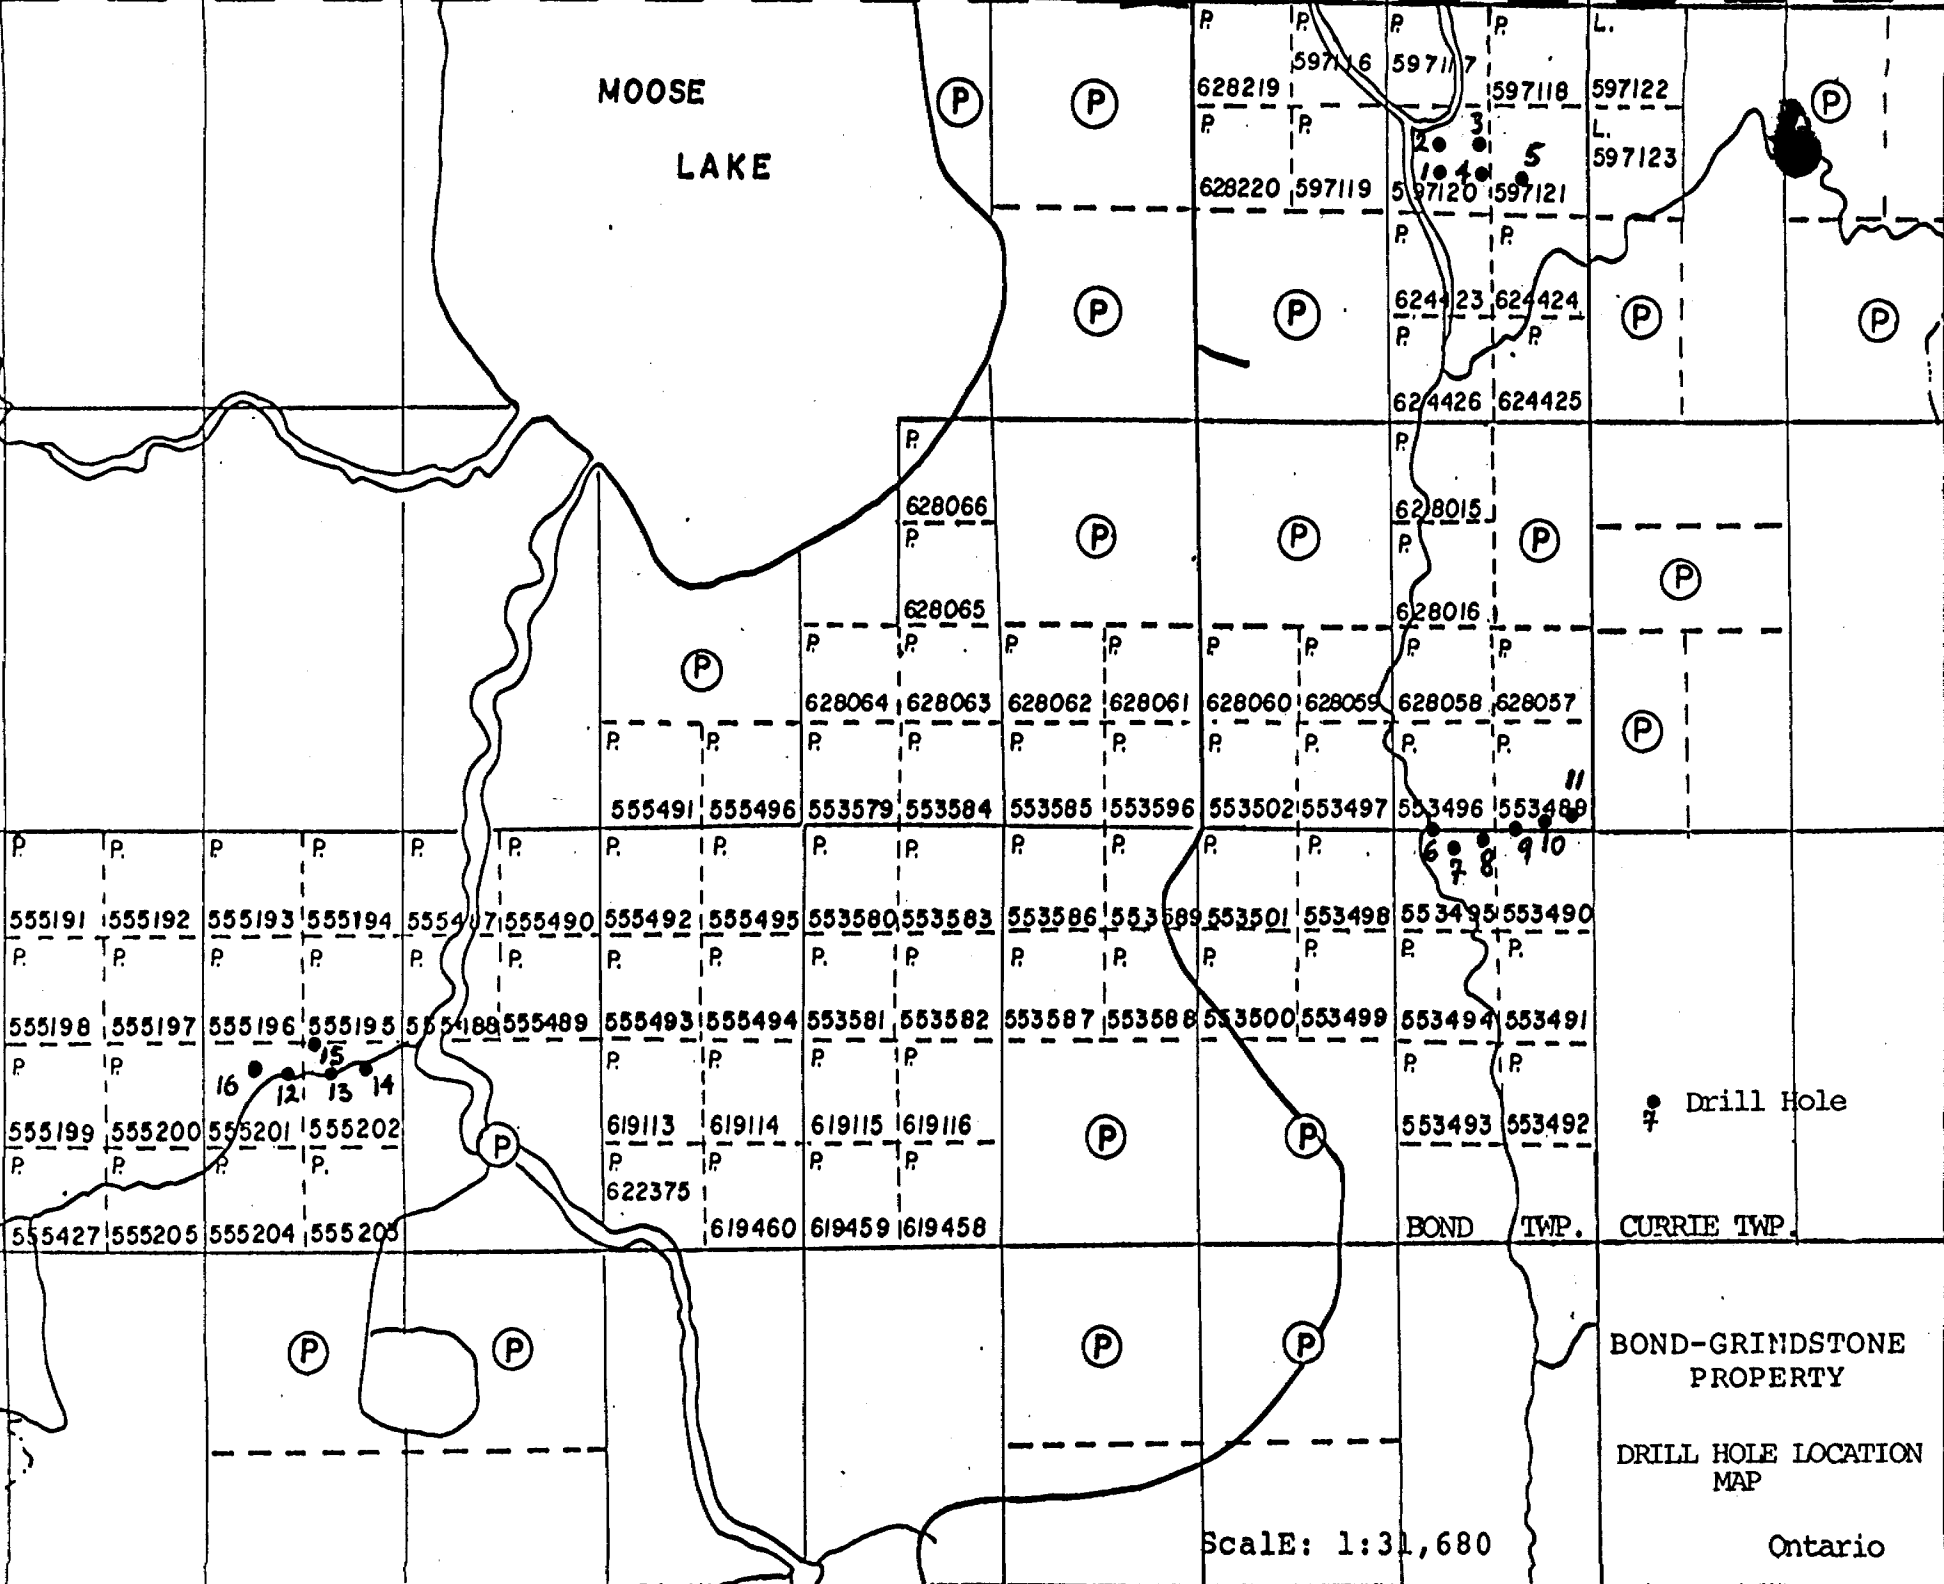 P. P. P. P. L.
MOOSE
LAKE
P P P
597116 597117
628219 597118 597122
P. P. L.
2 3
597123
1 4 5
628220 597119 597120 597121
P. P.
P P P P
624423 624424
P. P.
624426 624425
P. P.
628066 628015
P P P
P. P.
P
628065 628016
P. P. P. P. P. P. P. P.
P
628064 628063 628062 628061 628060 628059 628058 628057
P
P. P. P. P. P. P. P. P. P. P.
11
555491 555496 553579 553584 553585 553596 553502 553497 553496
6 7 8 9 10
P. P. P. P. P. P. P. P. P. P. P. P.
555191 555192 555193 555194 555490 555492 555495 553580 553583 553586 553589 553501 553498 553495 553490
P. P. P. P. P. P. P. P. P. P. P. P. P. P. P. P.
555198 555197 555196 555195 555489 555493 555494 553581 553582 553587 553588 553500 553499 553494 553491
15
P. P. P. P. P. P. P. P.
16 12 13 14
7 Drill Hole
555199 555200 555201 555202 619113 619114 619115 619116 553493 553492
P P P
P. P. P. P. P. P. P. P.
622375
555427 555205 555204 555203 619460 619459 619458
BOND TWP. CURRIE TWP.
P P P P
BOND-GRINDSTONE
PROPERTY
DRILL HOLE LOCATION
MAP
ScalE: 1:31,680
Ontario